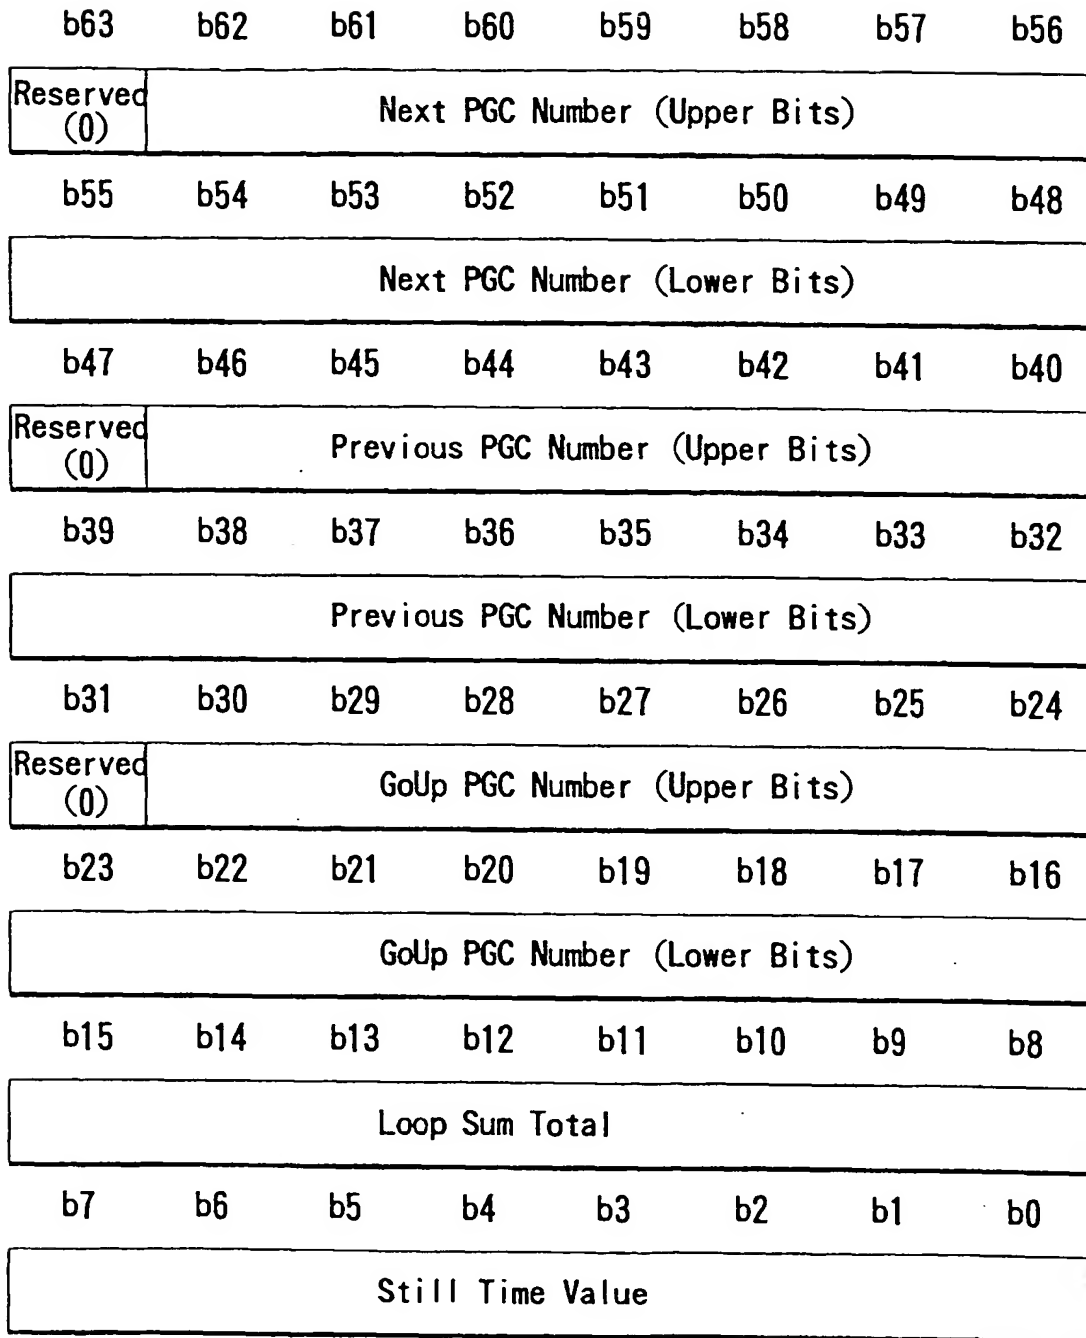 b63 b62 b61 b60 b59 b58 b57 b56
Reserved
(0)
Next PGC Number (Upper Bits)
b55 b54 b53 b52 b51 b50 b49 b48
Next PGC Number (Lower Bits)
b47 b46 b45 b44 b43 b42 b41 b40
Reserved
(0)
Previous PGC Number (Upper Bits)
b39 b38 b37 b36 b35 b34 b33 b32
Previous PGC Number (Lower Bits)
b31 b30 b29 b28 b27 b26 b25 b24
Reserved
(0)
GoUp PGC Number (Upper Bits)
b23 b22 b21 b20 b19 b18 b17 b16
GoUp PGC Number (Lower Bits)
b15 b14 b13 b12 b11 b10 b9 b8
Loop Sum Total
b7 b6 b5 b4 b3 b2 b1 b0
Still Time Value